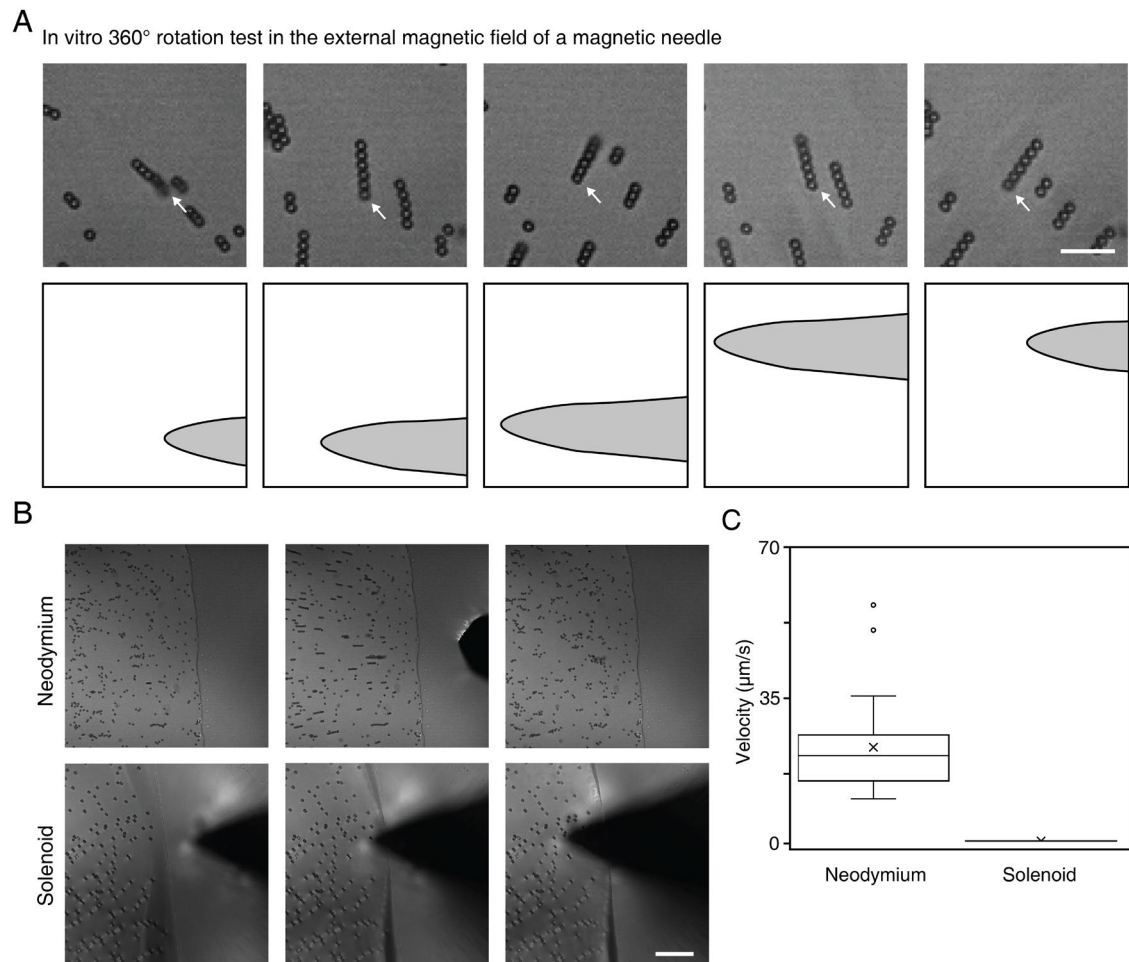 A
In vitro 360° rotation test in the external magnetic field of a magnetic needle
B
Neodymium
Solenoid
C
Velocity (μm/s)
70
35
0
Neodymium
Solenoid